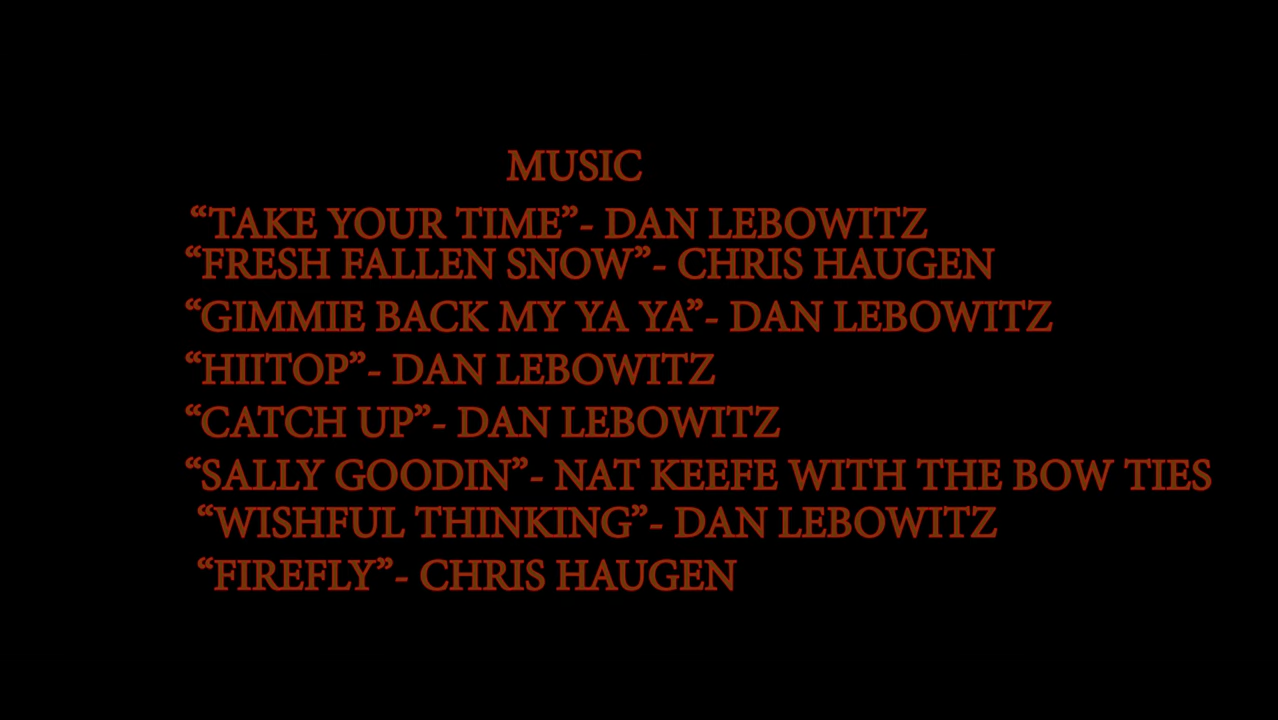 MUSIC
“TAKE YOUR TIME”- DAN LEBOWITZ
“FRESH FALLEN SNOW”- CHRIS HAUGEN
“GIMMIE BACK MY YA YA”- DAN LEBOWITZ
“HIITOP”- DAN LEBOWITZ
“CATCH UP”- DAN LEBOWITZ
“SALLY GOODIN”- NAT KEEFE WITH THE BOW TIES
“WISHFUL THINKING”- DAN LEBOWITZ
“FIREFLY”- CHRIS HAUGEN